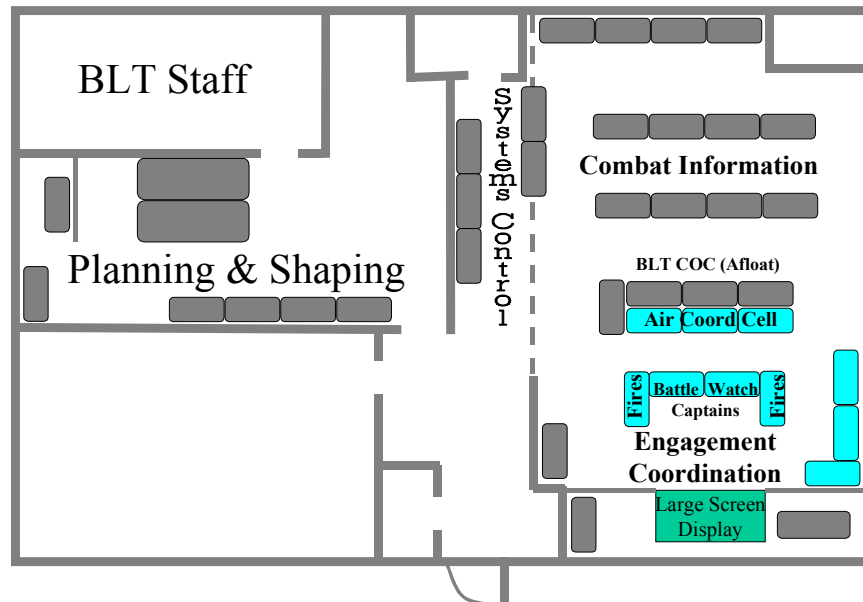 BLT Staff
Systems Control
Combat Information
Planning & Shaping
BLT COC (Afloat)
Air Coord Cell
Fires
Battle Watch
Fires
Captains
Engagement
Coordination
Large Screen
Display